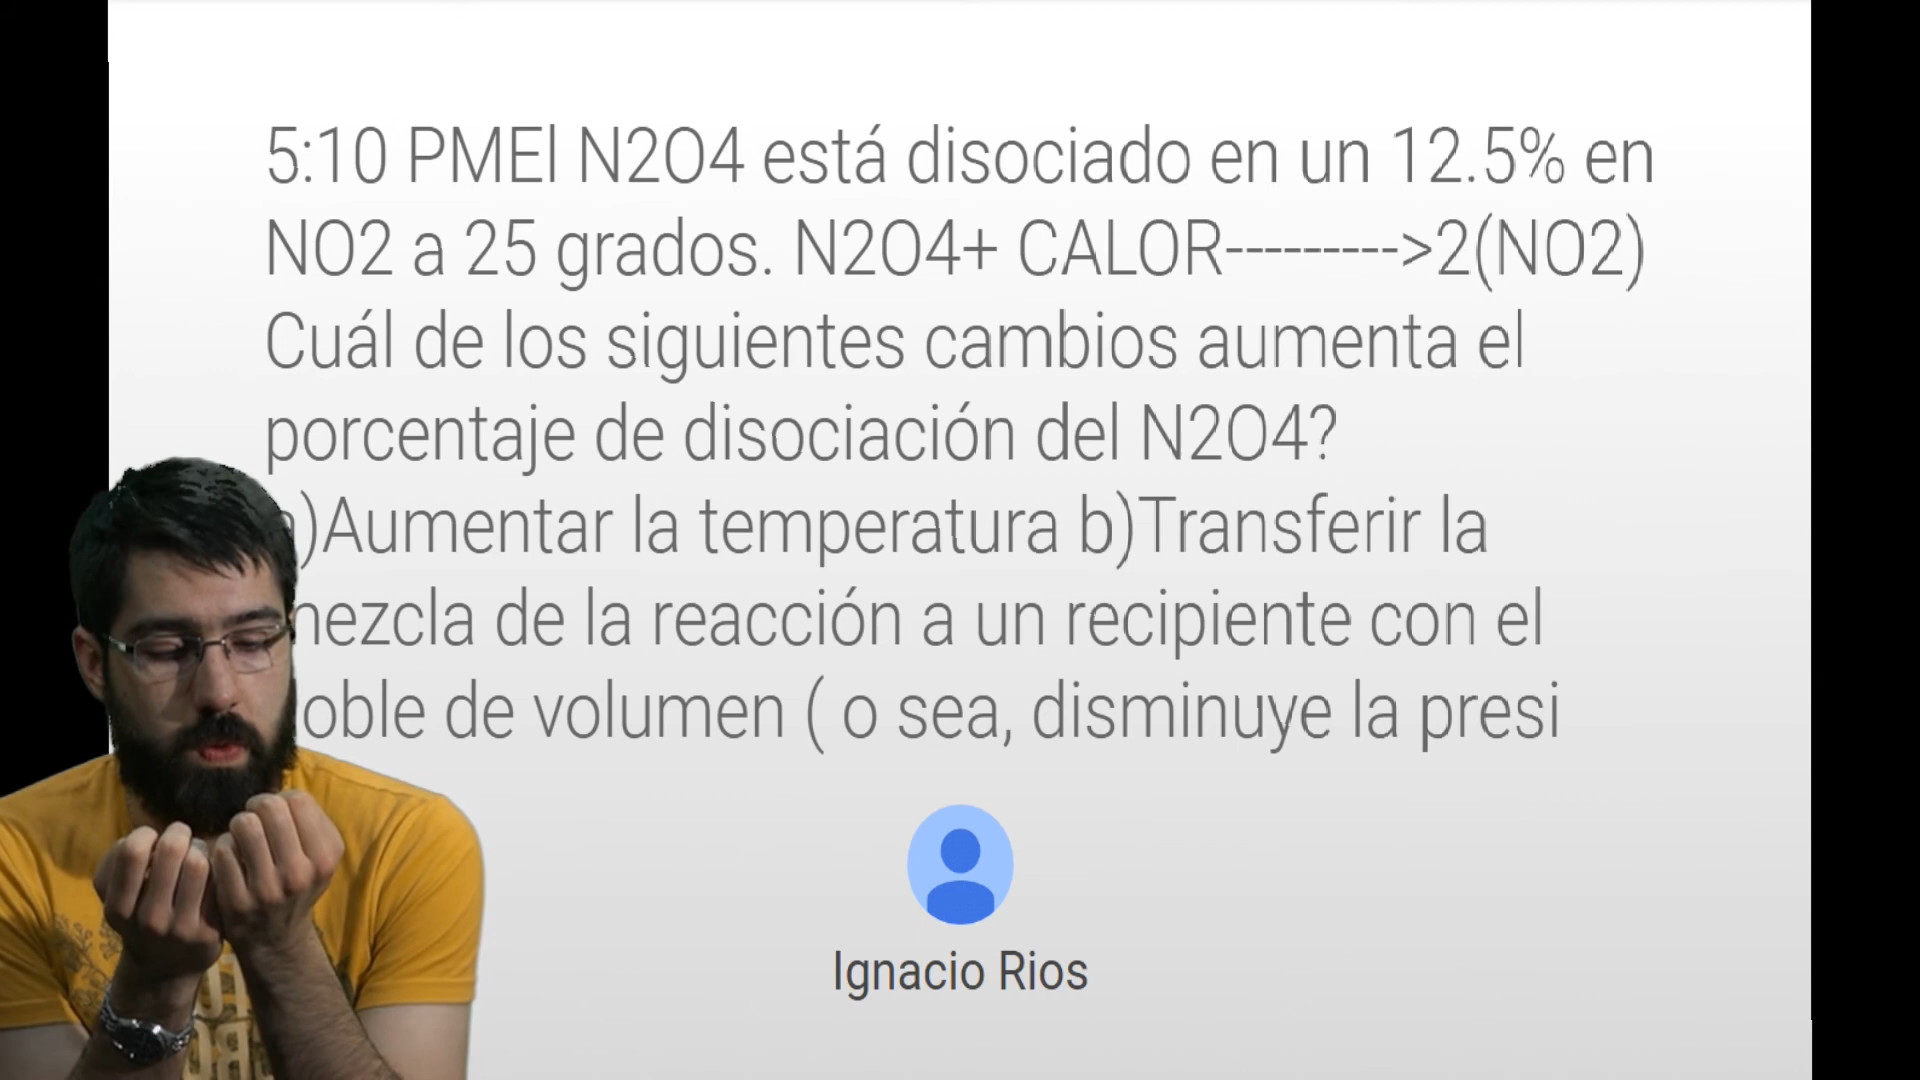 5:10 PMEl N2O4 está disociado en un 12.5% en
NO2 a 25 grados. N2O4+ CALOR--------->2(NO2)
Cuál de los siguientes cambios aumenta el
porcentaje de disociación del N2O4?
)Aumentar la temperatura b)Transferir la
de la reacción a un recipiente con el
de volumen ( o sea, disminuye la presi
Ignacio Rios